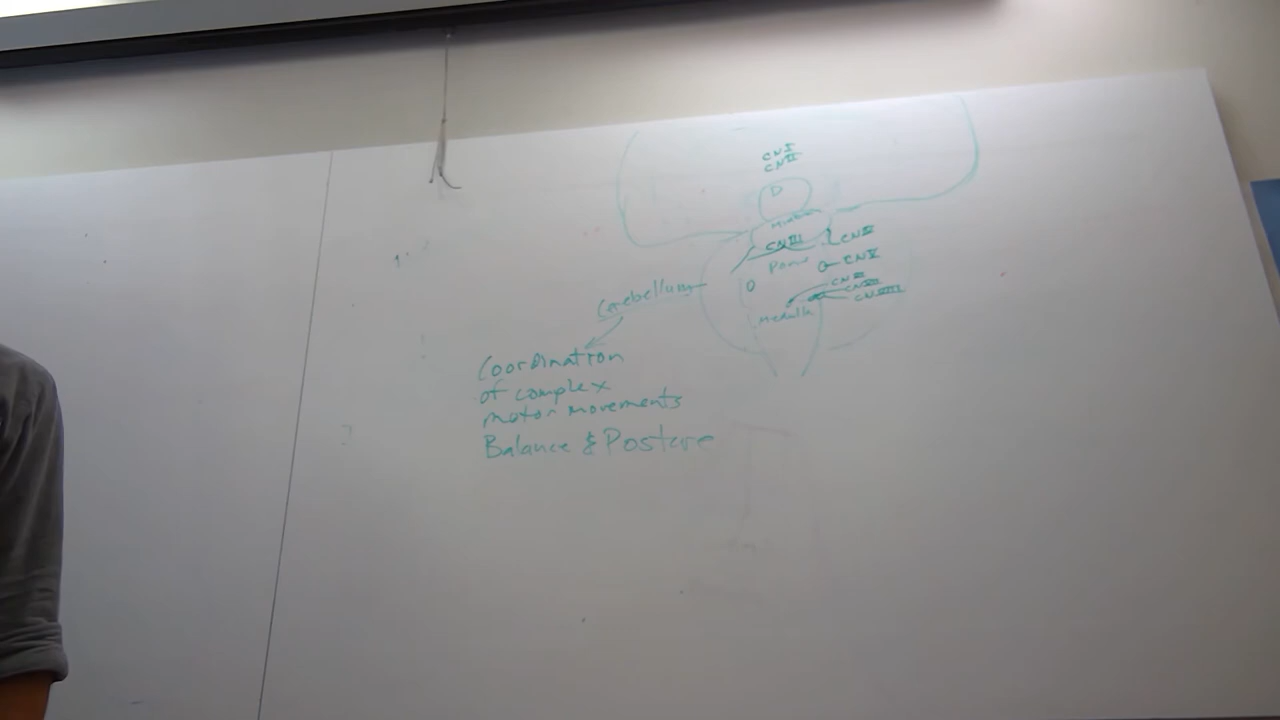 CN I
CN II
D
Midbrain
CN III
CN IV
Pons
CN V
CN VI
CN VII
CN VIII
Medulla
Cerebellum
Coordination
of complex
motor movements
Balance & Posture